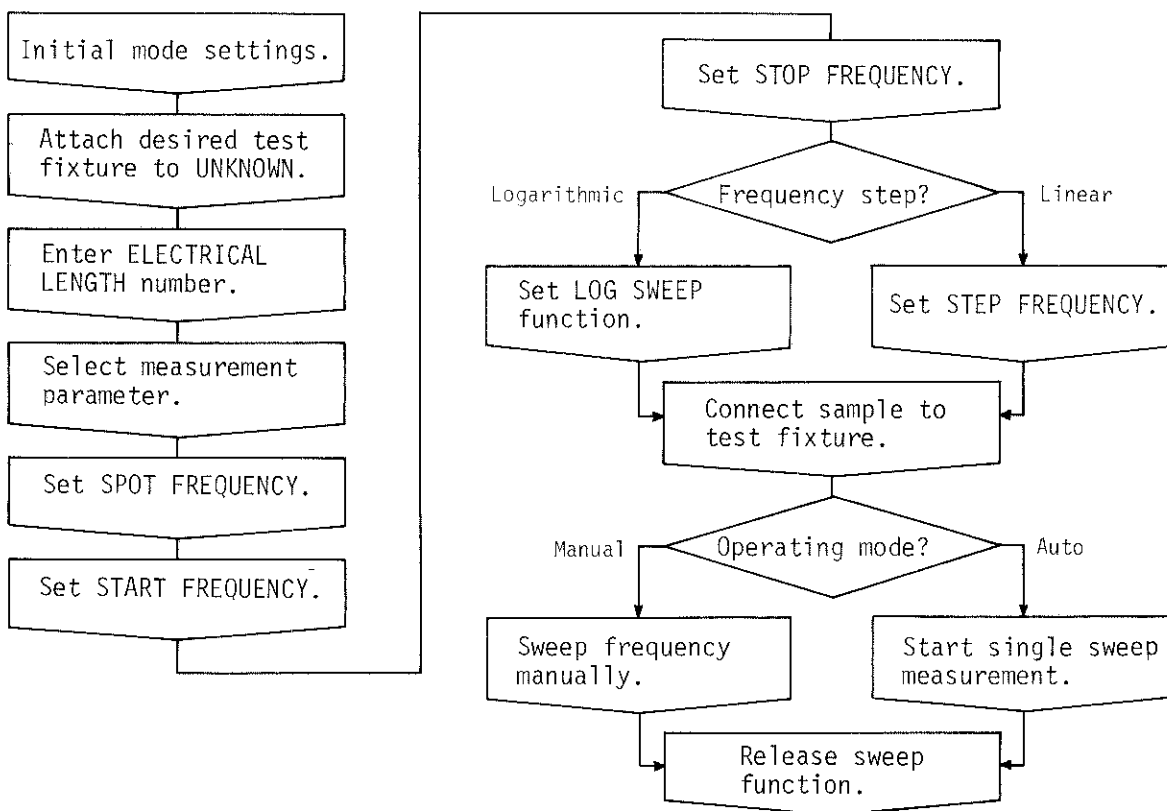 Initial mode settings.
Attach desired test
fixture to UNKNOWN.
Enter ELECTRICAL
LENGTH number.
Select measurement
parameter.
Set SPOT FREQUENCY.
Set START FREQUENCY.
Set STOP FREQUENCY.
Frequency step?
Logarithmic
Linear
Set LOG SWEEP
function.
Set STEP FREQUENCY.
Connect sample to
test fixture.
Operating mode?
Manual
Auto
Sweep frequency
manually.
Start single sweep
measurement.
Release sweep
function.